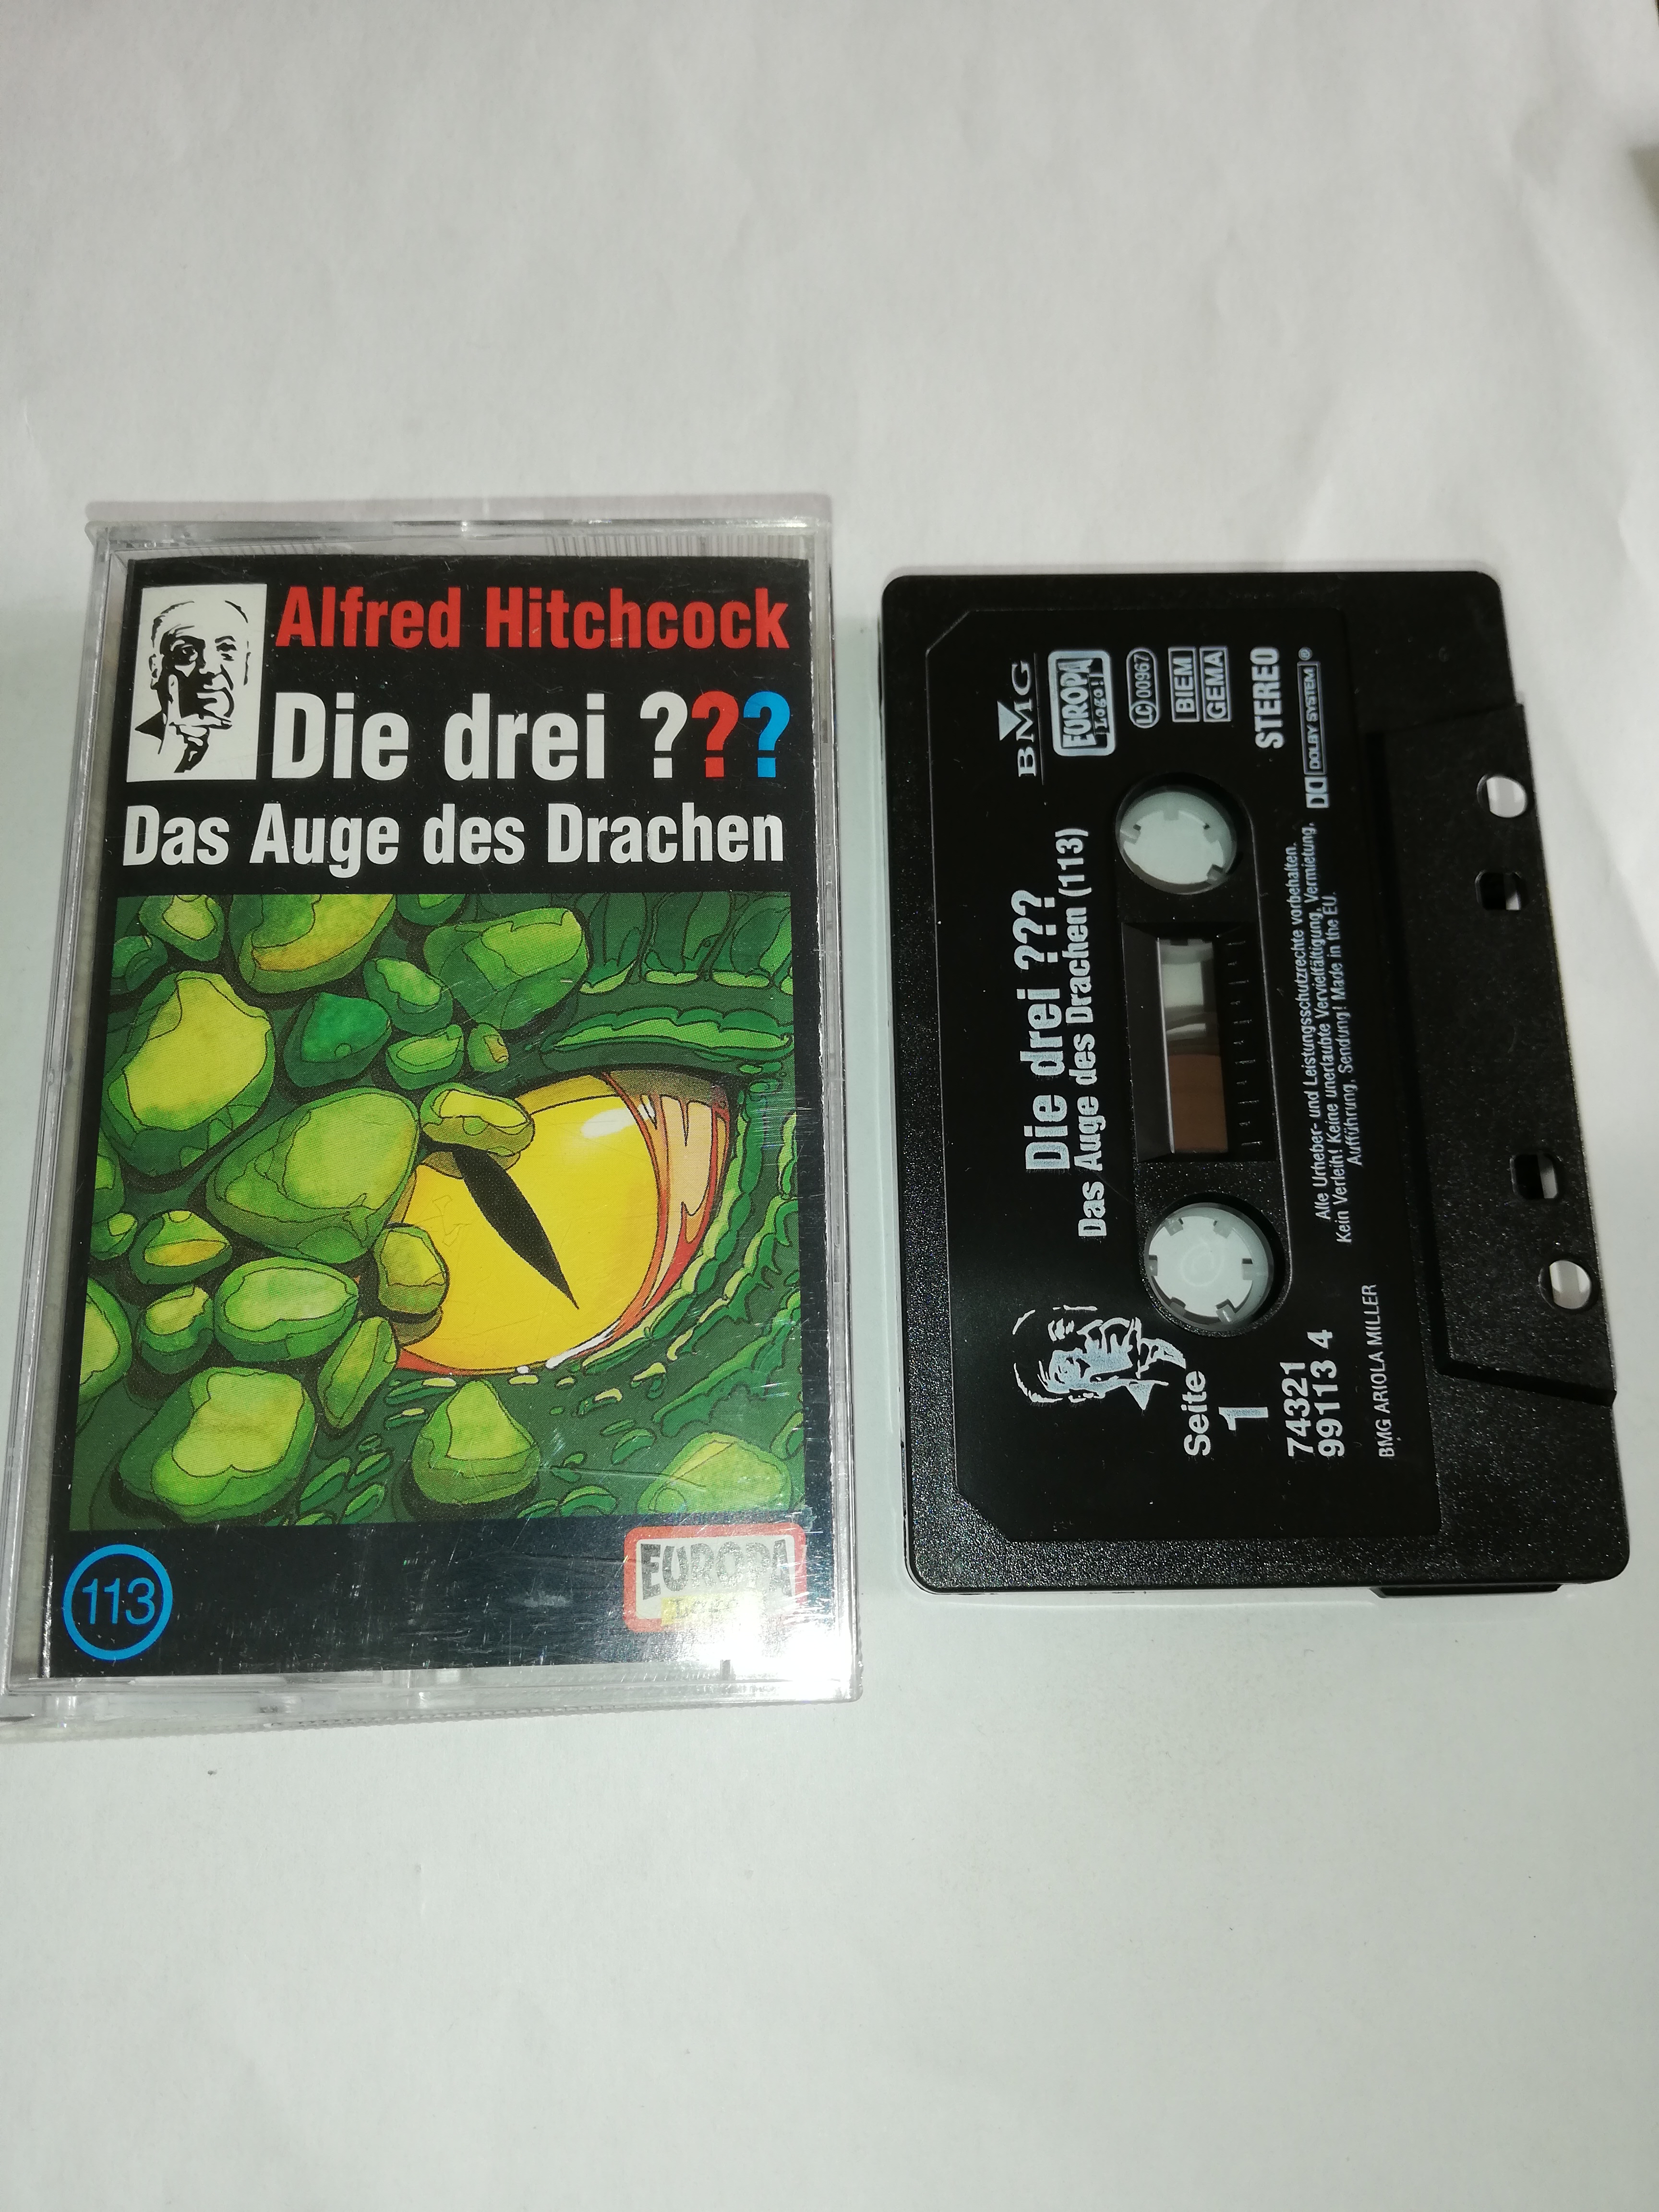 Alfred Hitchcock
Die drei ???
Das Auge des Drachen
113
EUROPA
Logo!
BMG
EUROPA
Logo!
LC 00967
BIEM
GEMA
STEREO
DOLBY SYSTEM ®
Die drei ???
Das Auge des Drachen (113)
Seite
1
74321
99113 4
Alle Urheber- und Leistungsschutzrechte vorbehalten.
Kein Verleih! Keine unerlaubte Vervielfältigung, Vermietung,
Aufführung, Sendung! Made in the EU.
BMG ARIOLA MILLER